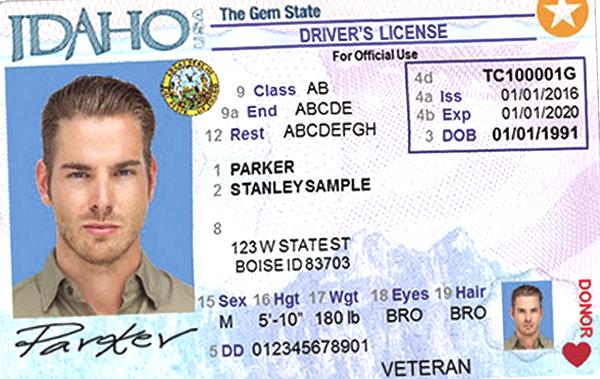 IDAHO USA The Gem State
DRIVER'S LICENSE
For Official Use
4d TC100001G
9 Class AB 4a Iss 01/01/2016
9a End ABCDE 4b Exp 01/01/2020
12 Rest ABCDEFGH 3 DOB 01/01/1991
1 PARKER
2 STANLEY SAMPLE
8
123 W STATE ST
BOISE ID 83703
15 Sex 16 Hgt 17 Wgt 18 Eyes 19 Hair
M 5'-10" 180 lb BRO BRO
DONOR
Parker
5 DD 012345678901
VETERAN